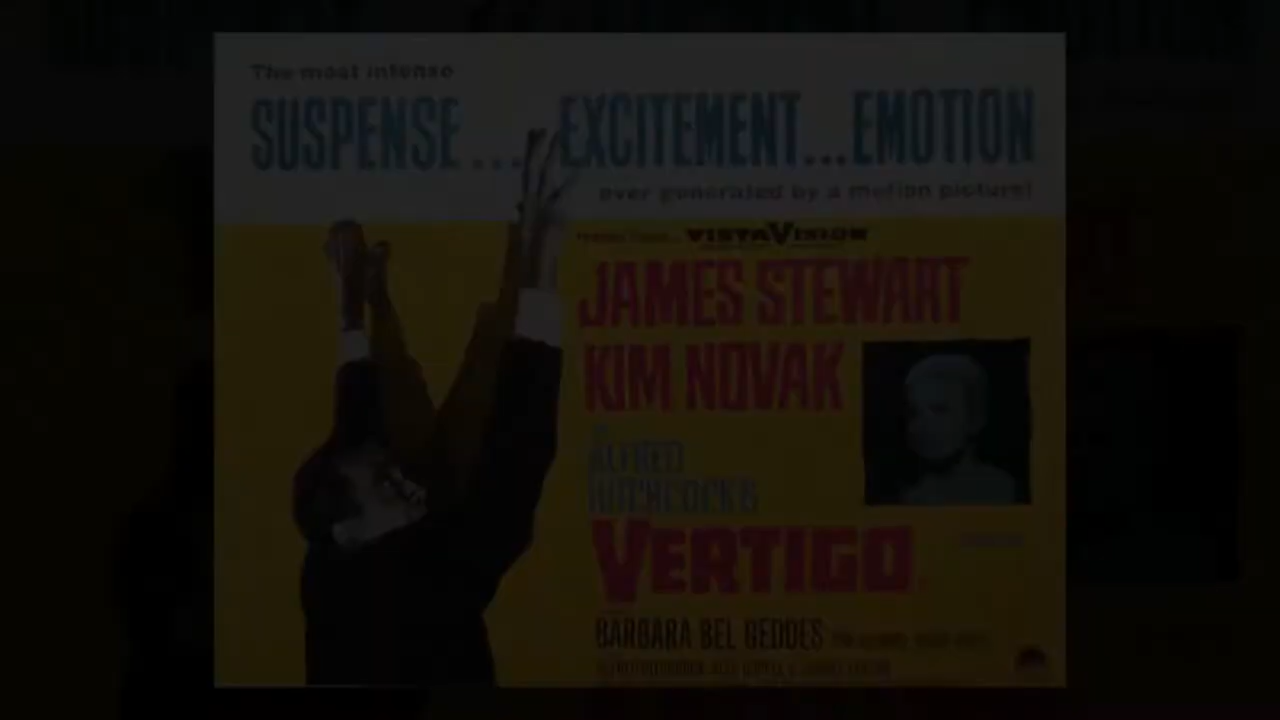 The most intense
SUSPENSE... EXCITEMENT... EMOTION
ever generated by a motion picture!
VISTAVISION
JAMES STEWART
KIM NOVAK
ALFRED
HITCHCOCK'S
VERTIGO
BARBARA BEL GEDDES